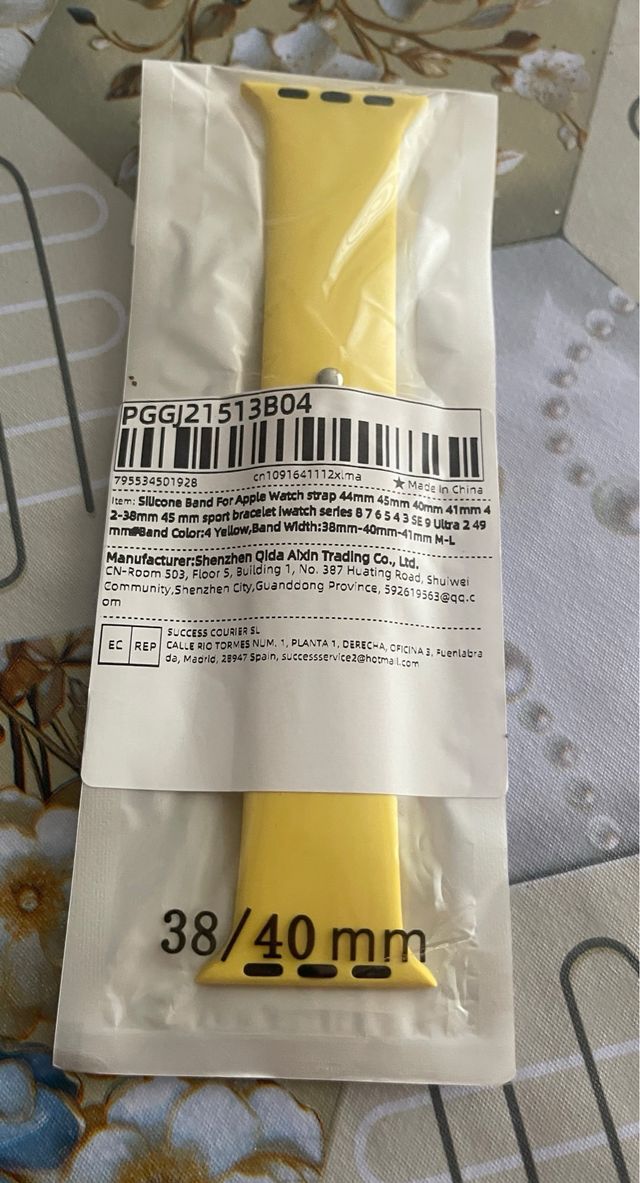 PGGJ21513B04
795534501928 cn1091641112xlma ★ Made In China
Item: Silicone Band For Apple Watch strap 44mm 45mm 40mm 41mm 4
2-38mm 45 mm sport bracelet iwatch series 8 7 6 5 4 3 SE 9 Ultra 2 49
mm#Band Color:4 Yellow,Band Width:38mm-40mm-41mm M-L
Manufacturer:Shenzhen Qida Aixin Trading Co., Ltd.
CN-Room 503, Floor 5, Building 1, No. 387 Huating Road, Shuiwei
Community,Shenzhen City,Guangdong Province, 592619563@qq.c
om
EC REP
SUCCESS COURIER SL
CALLE RIO TORMES NUM. 1, PLANTA 1, DERECHA, OFICINA 3, Fuenlabra
da, Madrid, 28947 Spain, successservice2@hotmail.com
38/40 mm